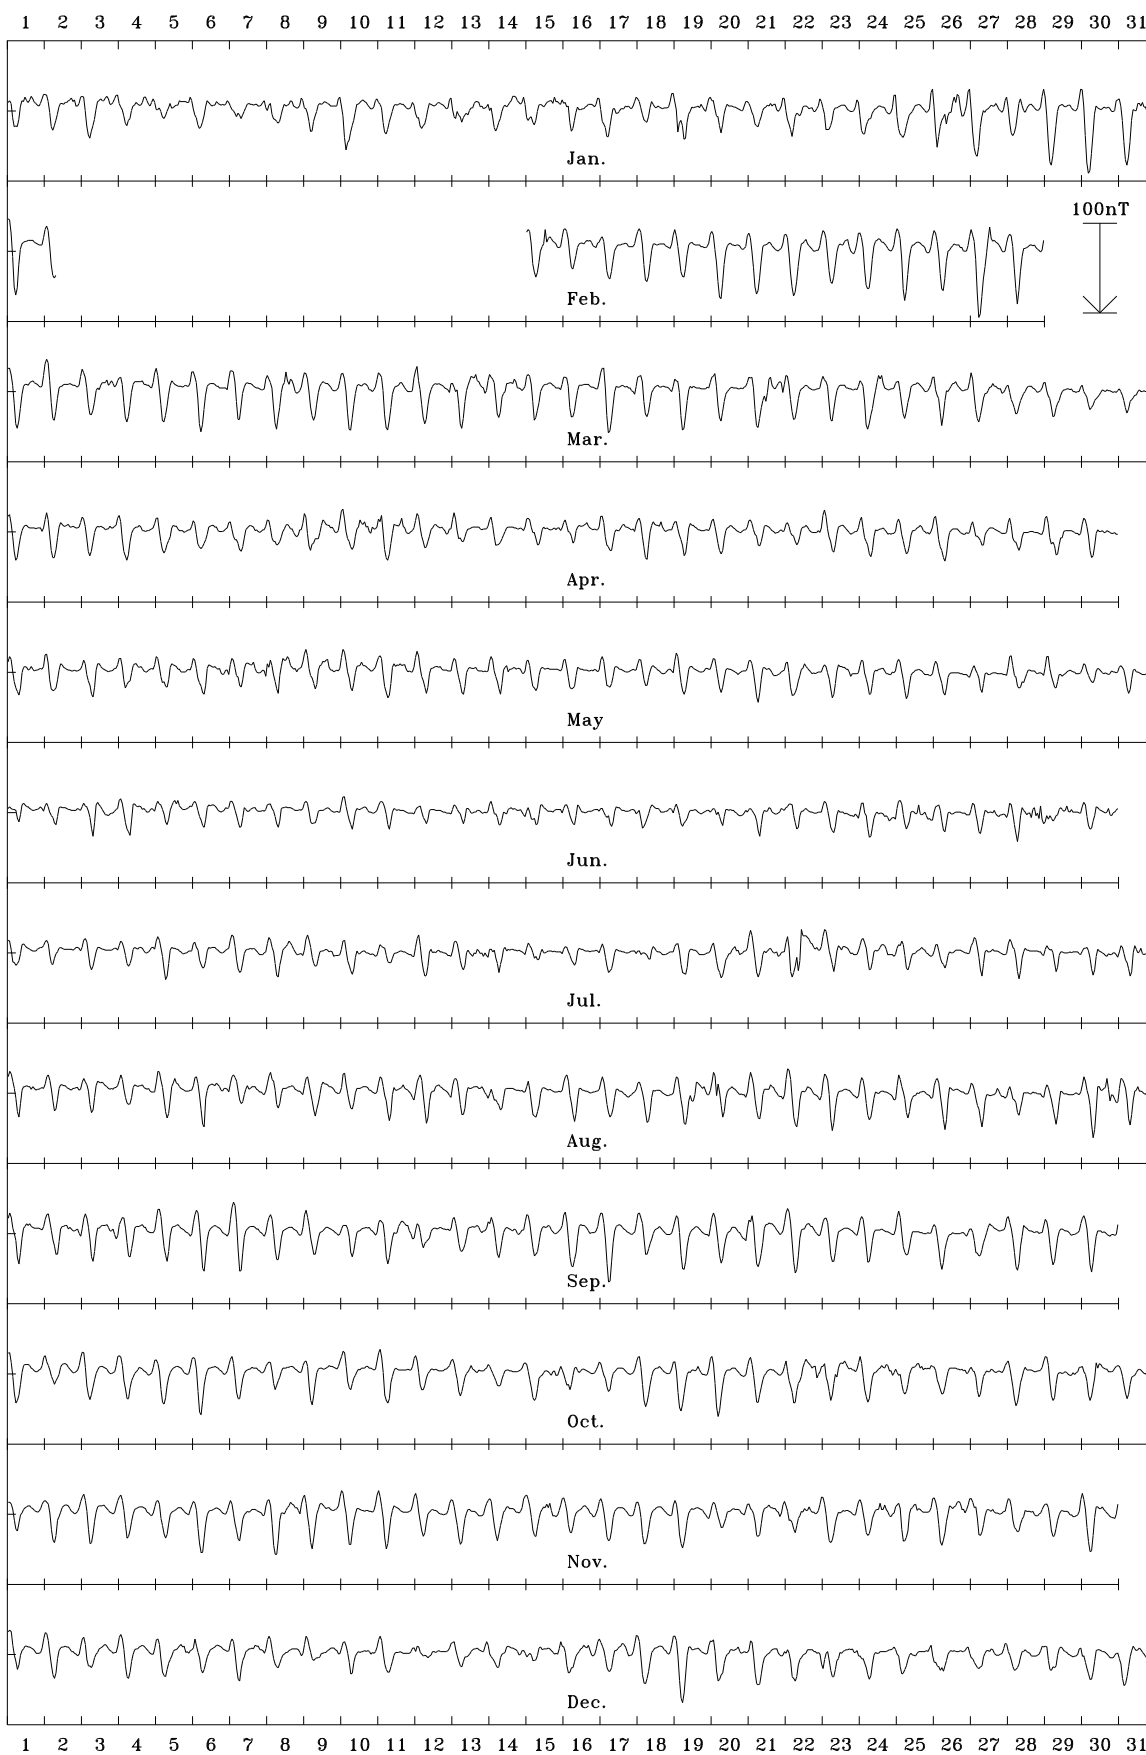 1 2 3 4 5 6 7 8 9 10 11 12 13 14 15 16 17 18 19 20 21 22 23 24 25 26 27 28 29 30 31
Jan.
100nT
Feb.
Mar.
Apr.
May
Jun.
Jul.
Aug.
Sep.
Oct.
Nov.
Dec.
1 2 3 4 5 6 7 8 9 10 11 12 13 14 15 16 17 18 19 20 21 22 23 24 25 26 27 28 29 30 31